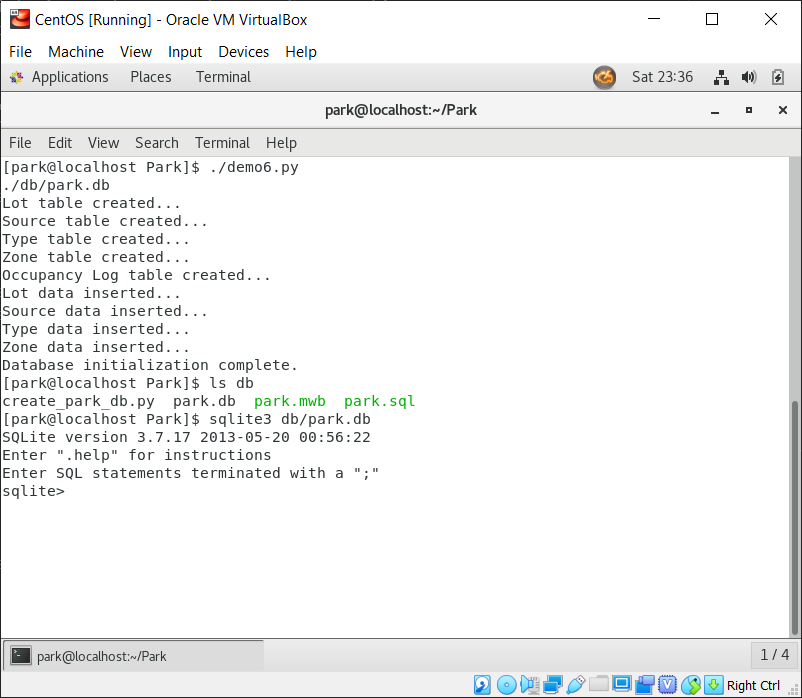 CentOS [Running] - Oracle VM VirtualBox
File Machine View Input Devices Help
Applications Places Terminal Sat 23:36
park@localhost:~/Park
File Edit View Search Terminal Help
[park@localhost Park]$ ./demo6.py
./db/park.db
Lot table created...
Source table created...
Type table created...
Zone table created...
Occupancy Log table created...
Lot data inserted...
Source data inserted...
Type data inserted...
Zone data inserted...
Database initialization complete.
[park@localhost Park]$ ls db
create_park_db.py park.db park.mwb park.sql
[park@localhost Park]$ sqlite3 db/park.db
SQLite version 3.7.17 2013-05-20 00:56:22
Enter ".help" for instructions
Enter SQL statements terminated with a ";"
sqlite>
park@localhost:~/Park 1 / 4
Right Ctrl